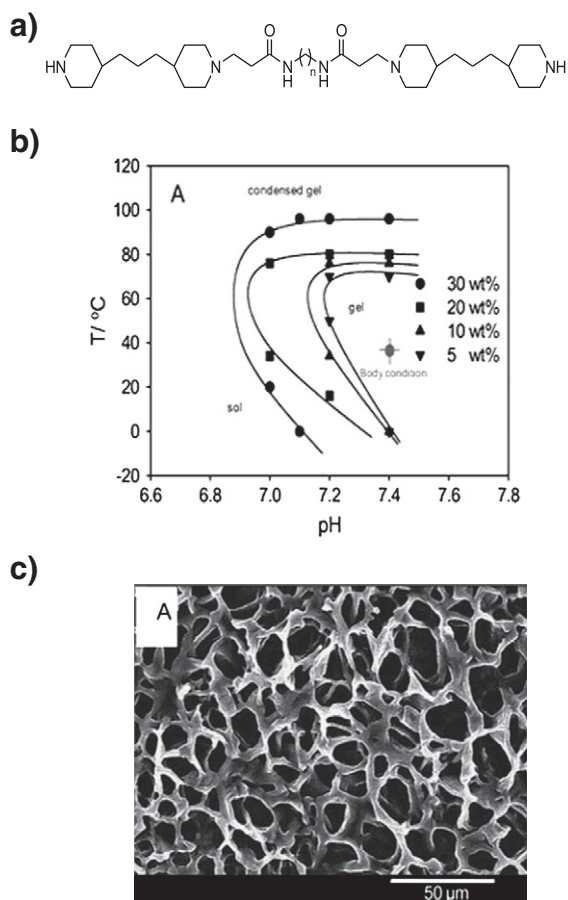 a)
O O
HN N N H n N H N NH
b)
120
100
80
60
40
20
0
-20
T/ °C
A
condensed gel
gel
sol
Body condition
30 wt%
20 wt%
10 wt%
5 wt%
6.6 6.8 7.0 7.2 7.4 7.6 7.8
pH
c)
A
50 µm